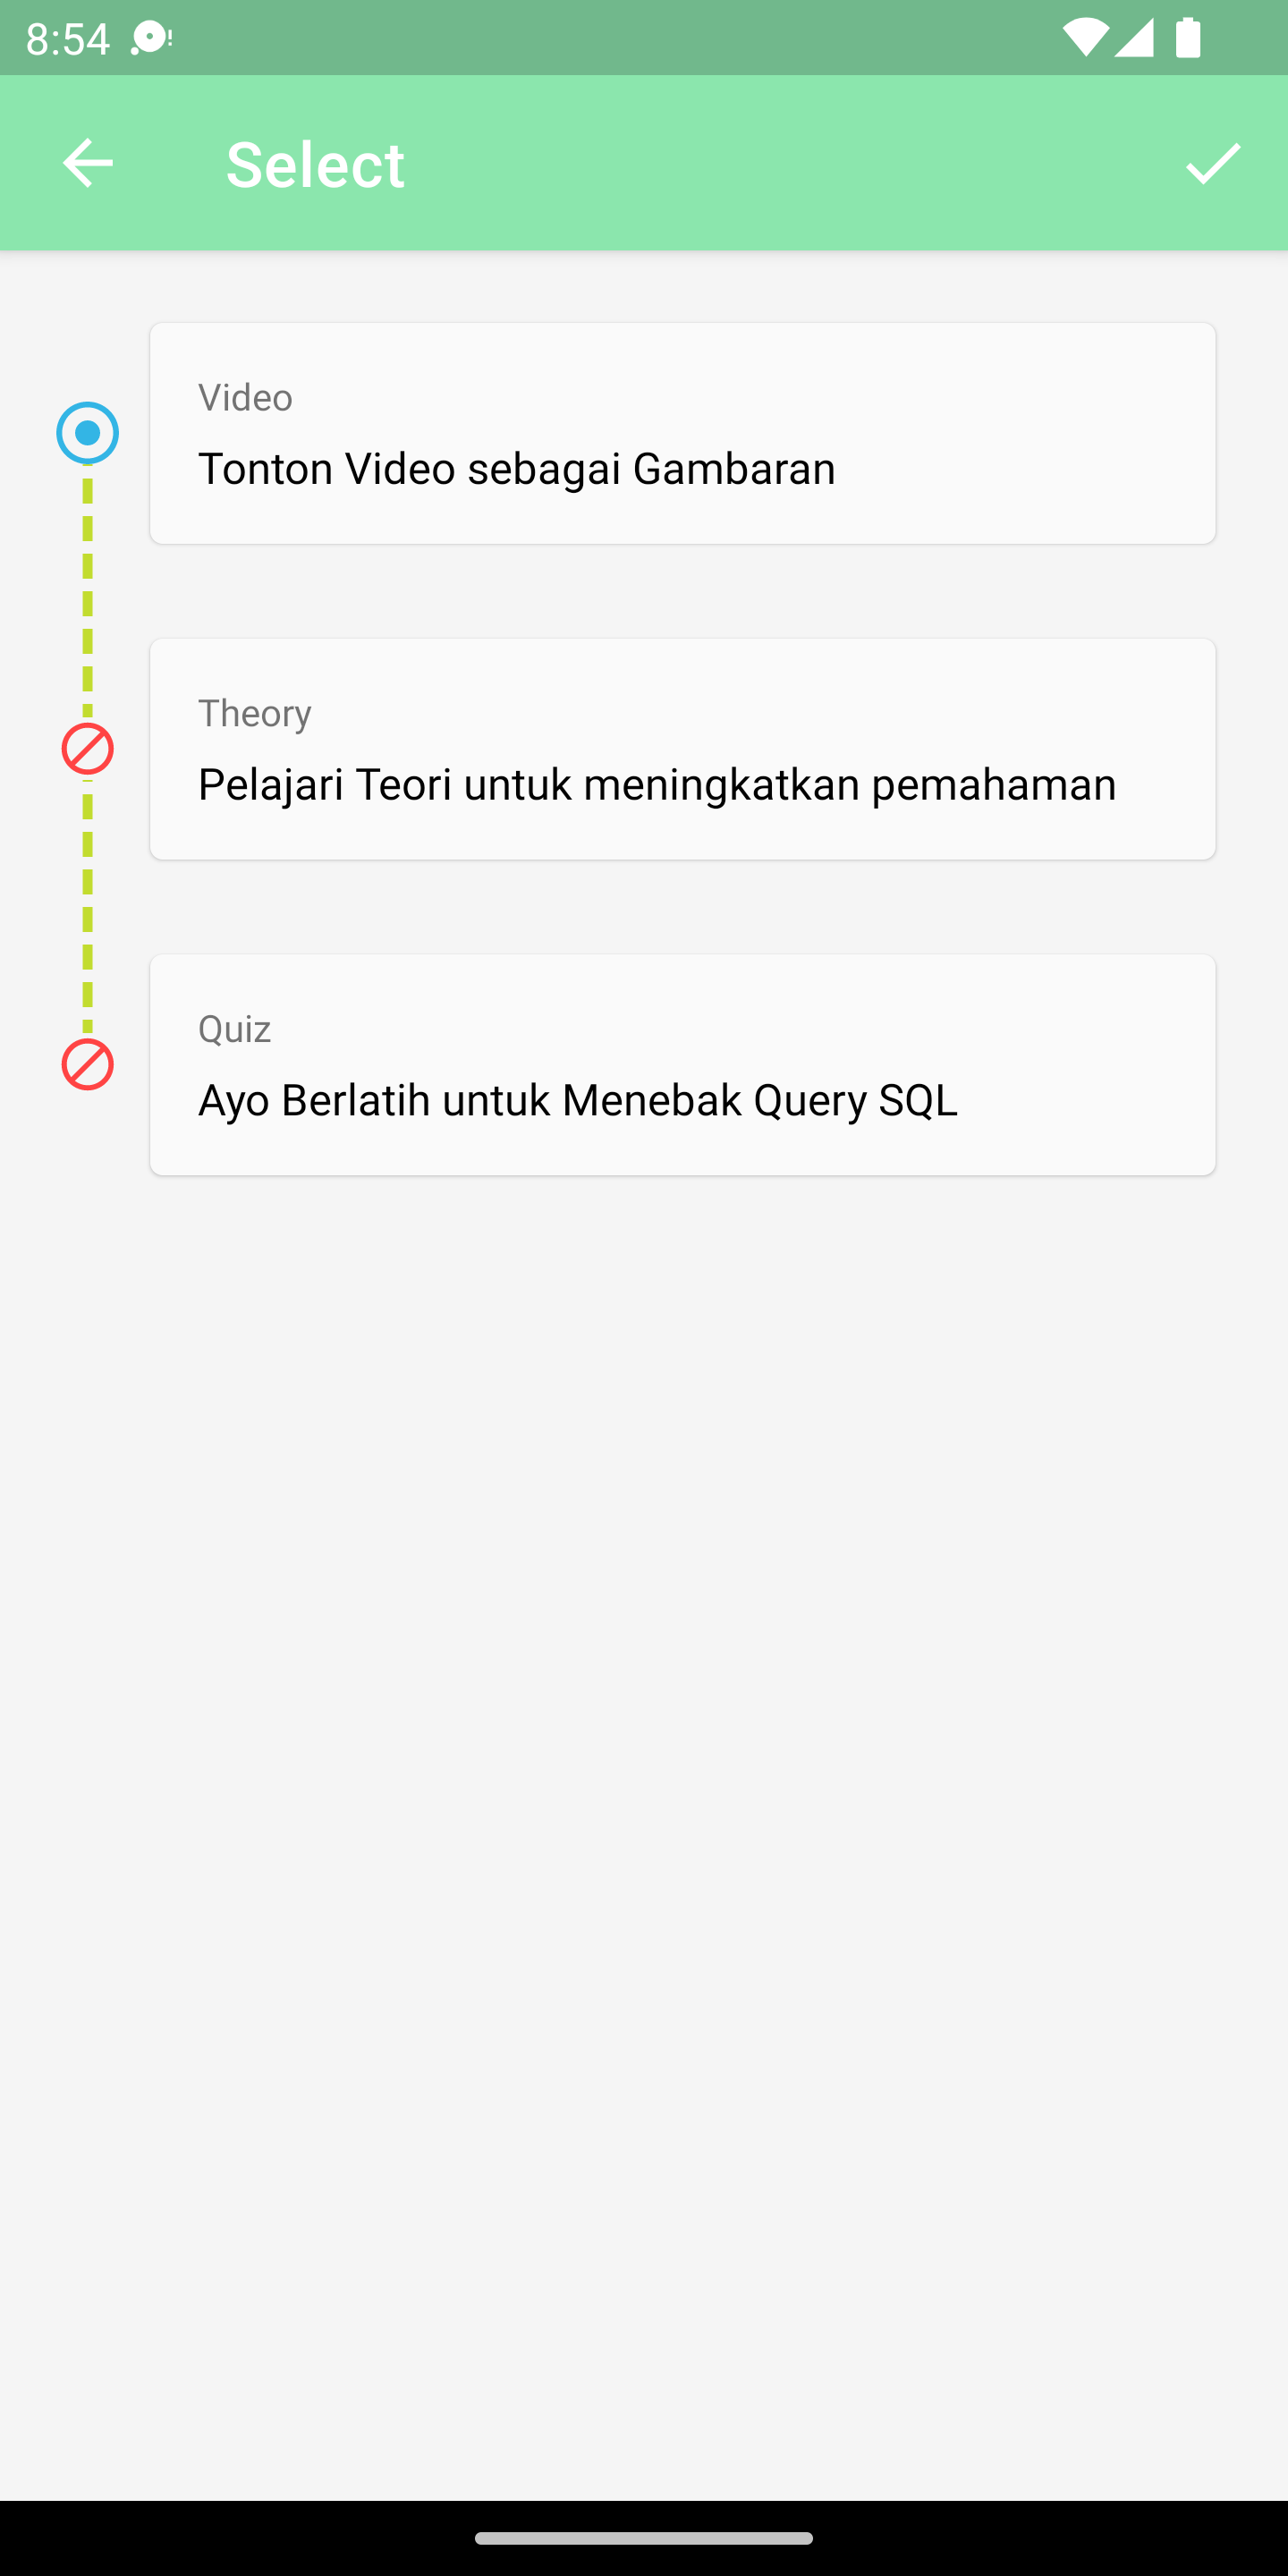 8:54
Select
Video
Tonton Video sebagai Gambaran
Theory
Pelajari Teori untuk meningkatkan pemahaman
Quiz
Ayo Berlatih untuk Menebak Query SQL